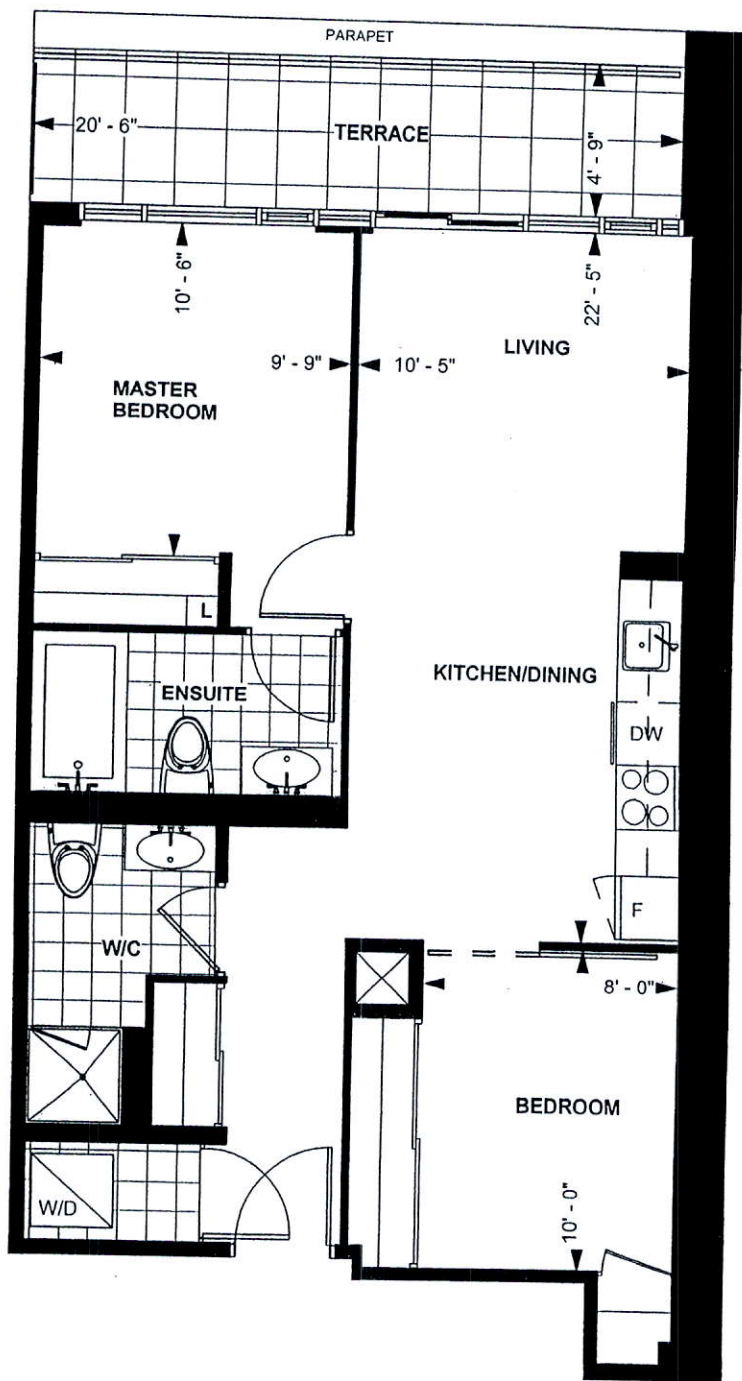 PARAPET
20' - 6"
TERRACE
4' - 9"
10' - 6"
22' - 5"
LIVING
9' - 9"
10' - 5"
MASTER
BEDROOM
L
KITCHEN/DINING
ENSUITE
DW
F
W/C
8' - 0"
BEDROOM
W/D
10' - 0"